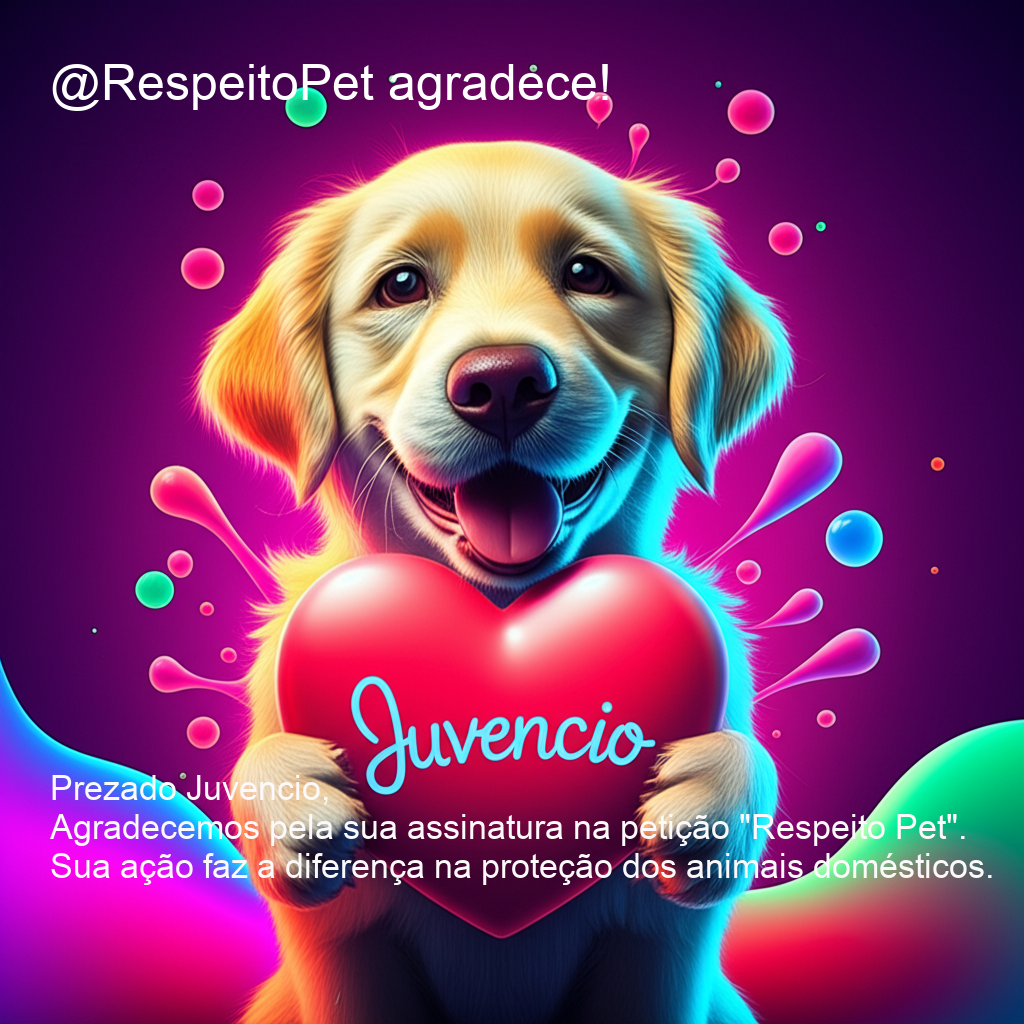 @RespeitoPet agradece!
Juvencio
Prezado Juvencio,
Agradecemos pela sua assinatura na petição "Respeito Pet".
Sua ação faz a diferença na proteção dos animais domésticos.